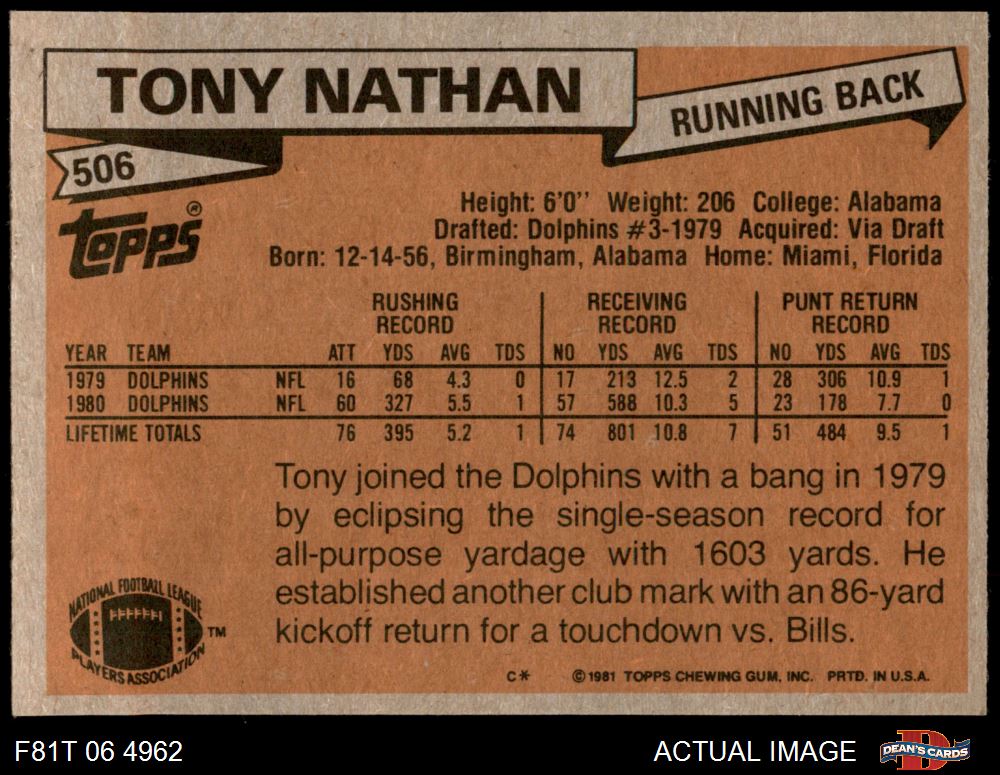 TONY NATHAN
RUNNING BACK
506
Topps®
Height: 6'0'' Weight: 206 College: Alabama
Drafted: Dolphins #3-1979 Acquired: Via Draft
Born: 12-14-56, Birmingham, Alabama Home: Miami, Florida
RUSHING RECORD RECEIVING RECORD PUNT RETURN RECORD
YEAR TEAM ATT YDS AVG TDS NO YDS AVG TDS NO YDS AVG TDS
1979 DOLPHINS NFL 16 68 4.3 0 17 213 12.5 2 28 306 10.9 1
1980 DOLPHINS NFL 60 327 5.5 1 57 588 10.3 5 23 178 7.7 0
LIFETIME TOTALS 76 395 5.2 1 74 801 10.8 7 51 484 9.5 1
Tony joined the Dolphins with a bang in 1979
by eclipsing the single-season record for
all-purpose yardage with 1603 yards. He
established another club mark with an 86-yard
kickoff return for a touchdown vs. Bills.
NATIONAL FOOTBALL LEAGUE
PLAYERS ASSOCIATION ™
C* © 1981 TOPPS CHEWING GUM, INC. PRTD. IN U.S.A.
F81T 06 4962 ACTUAL IMAGE DEAN'S CARDS